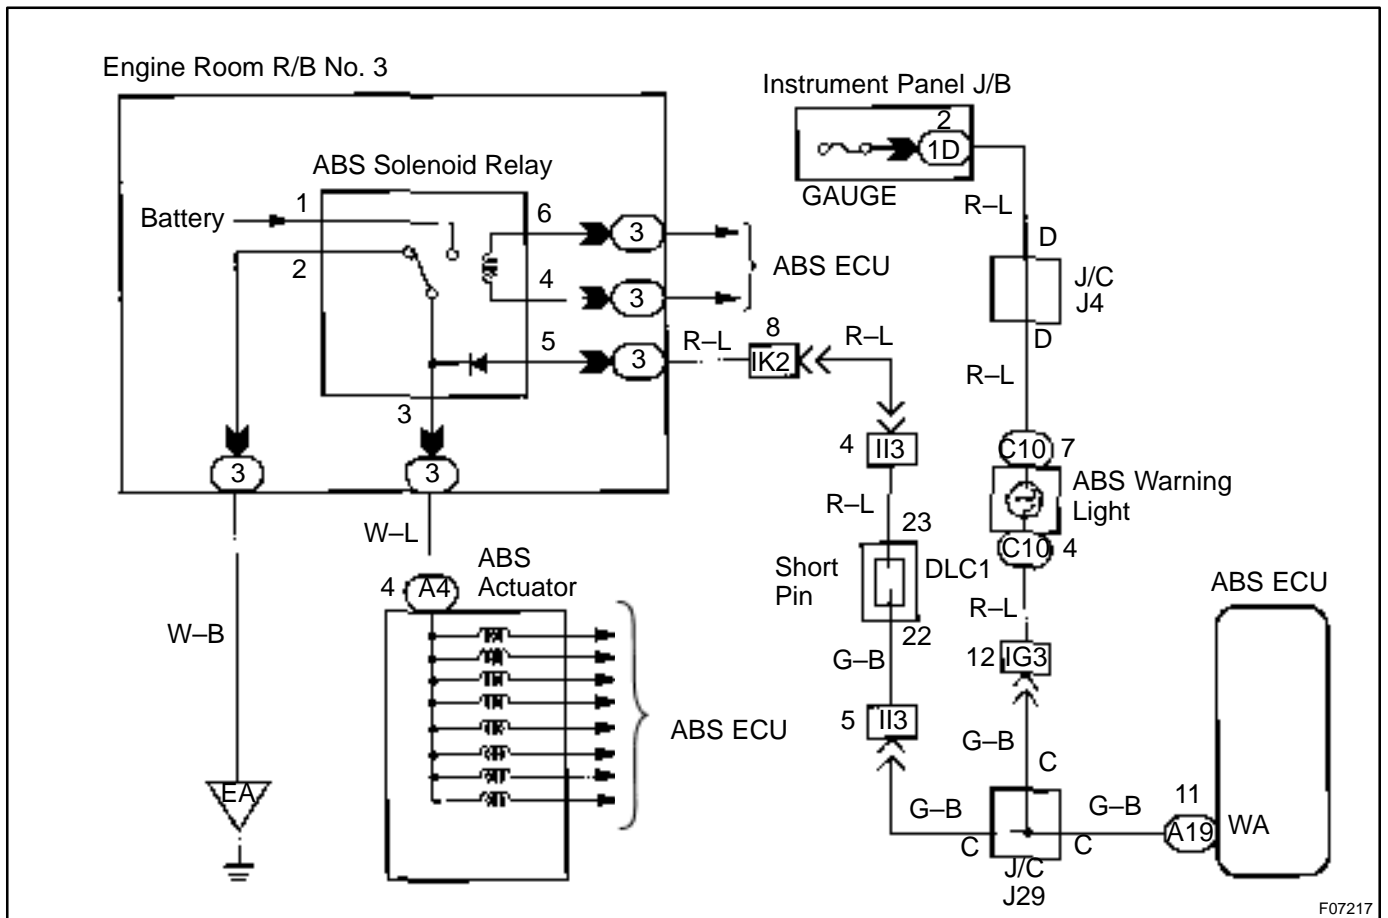 Engine Room R/B No. 3
Instrument Panel J/B
2
1D
GAUGE
ABS Solenoid Relay
Battery
1
2
6
3
4
3
ABS ECU
5
3
3
3
3
R–L
8
IK2
R–L
R–L
D
J/C
J4
D
R–L
4
II3
R–L
23
Short
Pin
DLC1
22
G–B
5
II3
C10
7
ABS Warning
Light
C10
4
R–L
12
IG3
G–B
C
G–B
C
J/C
J29
C
G–B
11
A19
WA
ABS ECU
W–L
4
A4
ABS
Actuator
ABS ECU
W–B
EA
F07217